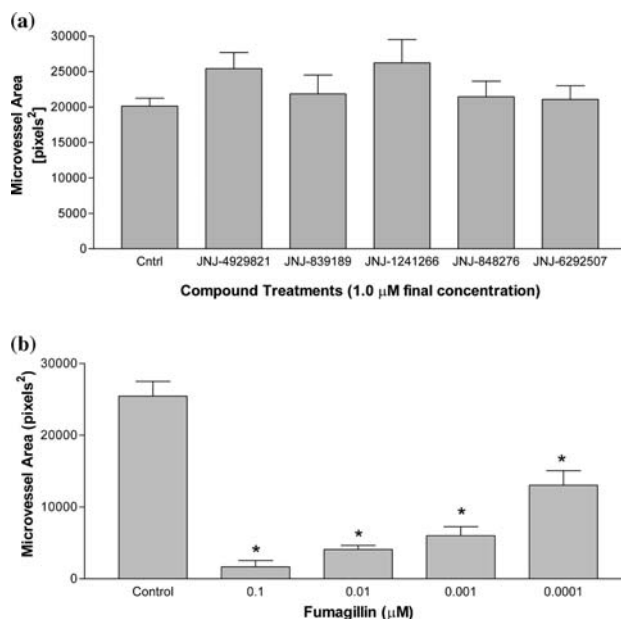 (a)
Microvessel Area
[pixels²]
30000
25000
20000
15000
10000
5000
0
Cntrl JNJ-4929821 JNJ-839189 JNJ-1241266 JNJ-848276 JNJ-6292507
Compound Treatments (1.0 μM final concentration)
(b)
Microvessel Area (pixels²)
30000
20000
10000
0
* * * *
Control 0.1 0.01 0.001 0.0001
Fumagillin (μM)